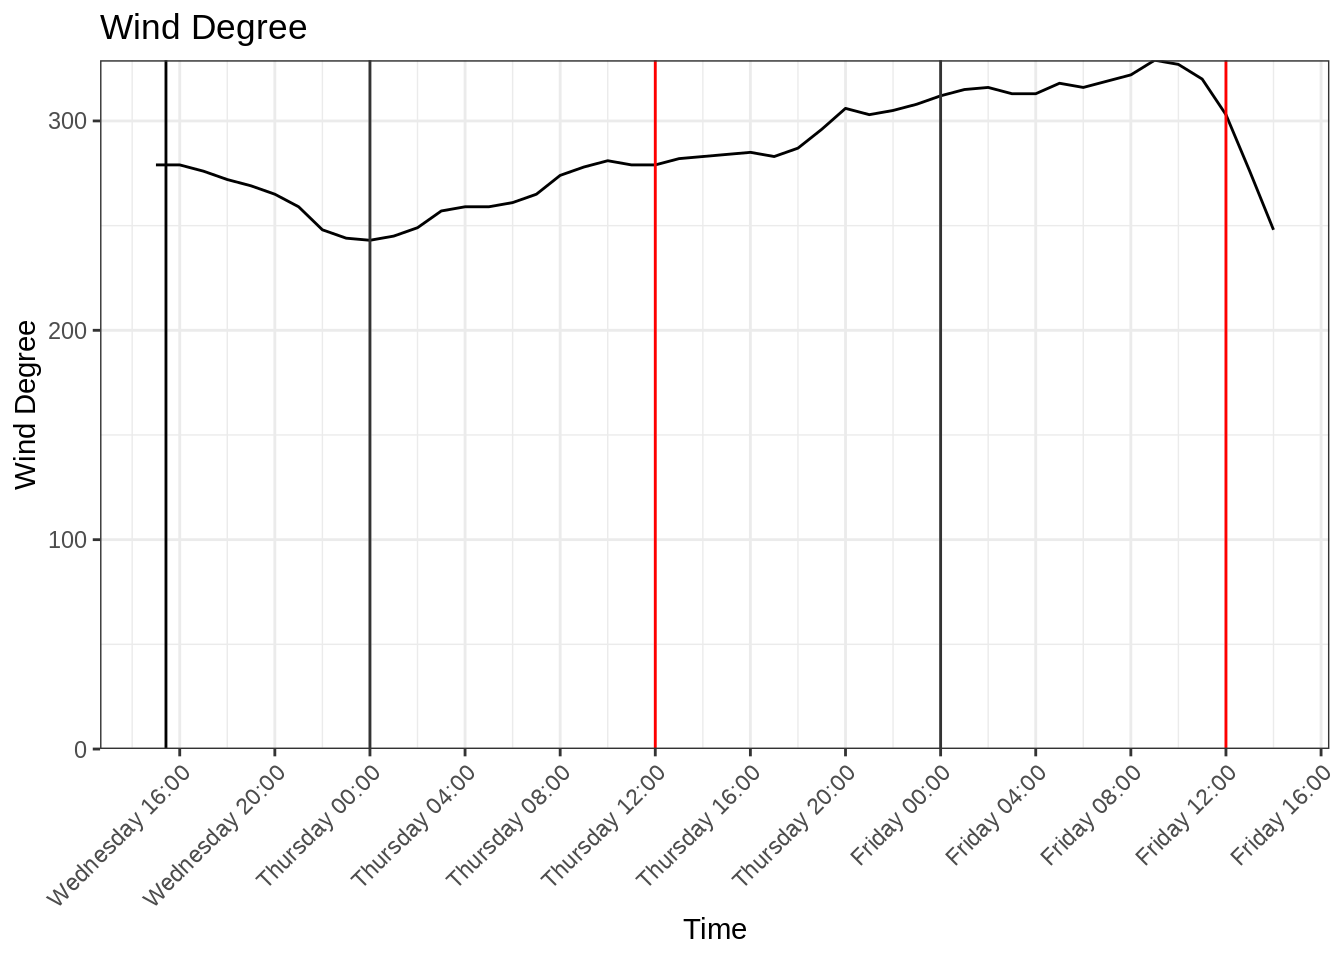 Wind Degree
Wind Degree
300
200
100
0
Wednesday 16:00
Wednesday 20:00
Thursday 00:00
Thursday 04:00
Thursday 08:00
Thursday 12:00
Thursday 16:00
Thursday 20:00
Friday 00:00
Friday 04:00
Friday 08:00
Friday 12:00
Friday 16:00
Time